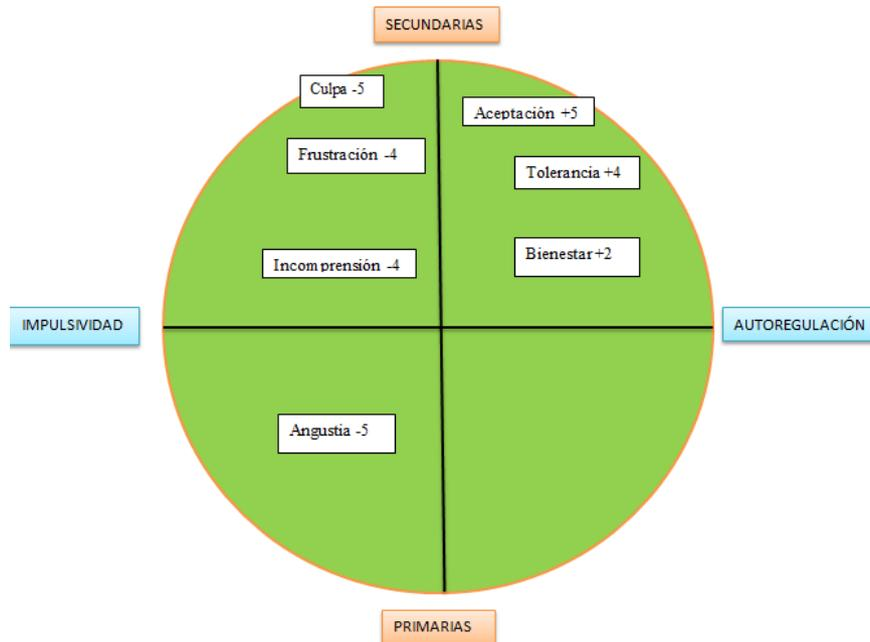 SECUNDARIAS
Culpa -5
Aceptación +5
Frustración -4
Tolerancia +4
Incomprensión -4
Bienestar+2
IMPULSIVIDAD
AUTOREGULACIÓN
Angustia -5
PRIMARIAS